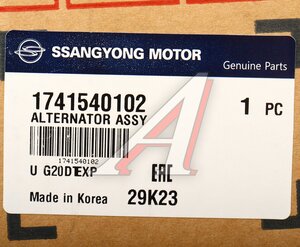 SSANGYONG MOTOR
Genuine Parts
1741540102 1 PC
ALTERNATOR ASSY
1741540102
U G20DTEXP EAC
Made in Korea 29K23